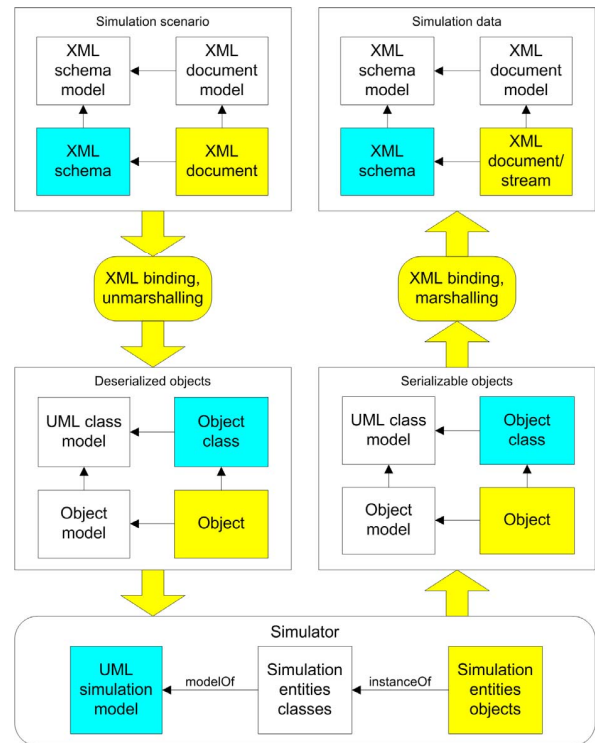 Simulation scenario
XML
schema
model
XML
document
model
XML
schema
XML
document
Simulation data
XML
schema
model
XML
document
model
XML
schema
XML
document/
stream
XML binding,
unmarshalling
XML binding,
marshalling
Deserialized objects
UML class
model
Object
class
Object
model
Object
Serializable objects
UML class
model
Object
class
Object
model
Object
Simulator
UML
simulation
model
modelOf
Simulation
entities
classes
instanceOf
Simulation
entities
objects